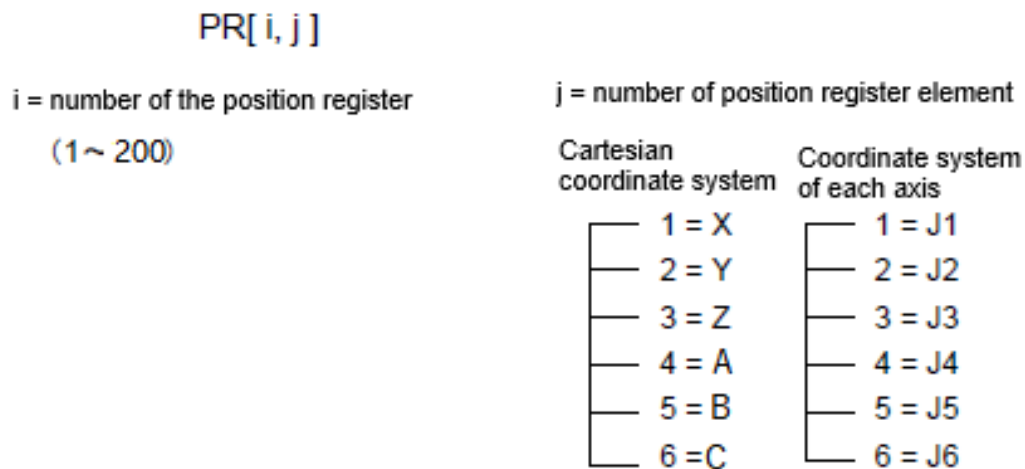 PR[ i, j ]
i = number of the position register
(1~ 200)
j = number of position register element
Cartesian
coordinate system
1 = X
2 = Y
3 = Z
4 = A
5 = B
6 =C
Coordinate system
of each axis
1 = J1
2 = J2
3 = J3
4 = J4
5 = J5
6 = J6